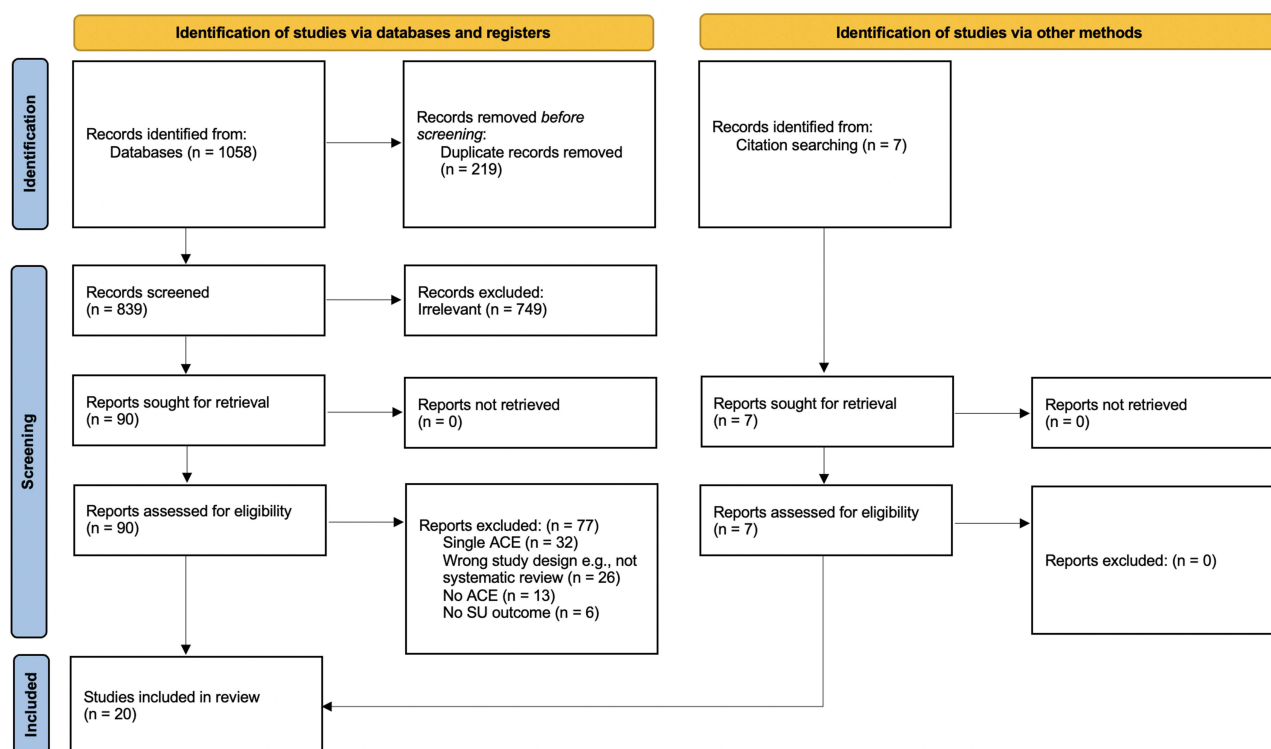 Identification of studies via databases and registers
Identification of studies via other methods
Identification
Records identified from:
Databases (n = 1058)
Records removed before
screening:
Duplicate records removed
(n = 219)
Records identified from:
Citation searching (n = 7)
Screening
Records screened
(n = 839)
Records excluded:
Irrelevant (n = 749)
Reports sought for retrieval
(n = 90)
Reports not retrieved
(n = 0)
Reports sought for retrieval
(n = 7)
Reports not retrieved
(n = 0)
Reports assessed for eligibility
(n = 90)
Reports excluded: (n = 77)
Single ACE (n = 32)
Wrong study design e.g., not
systematic review (n = 26)
No ACE (n = 13)
No SU outcome (n = 6)
Reports assessed for eligibility
(n = 7)
Reports excluded: (n = 0)
Included
Studies included in review
(n = 20)